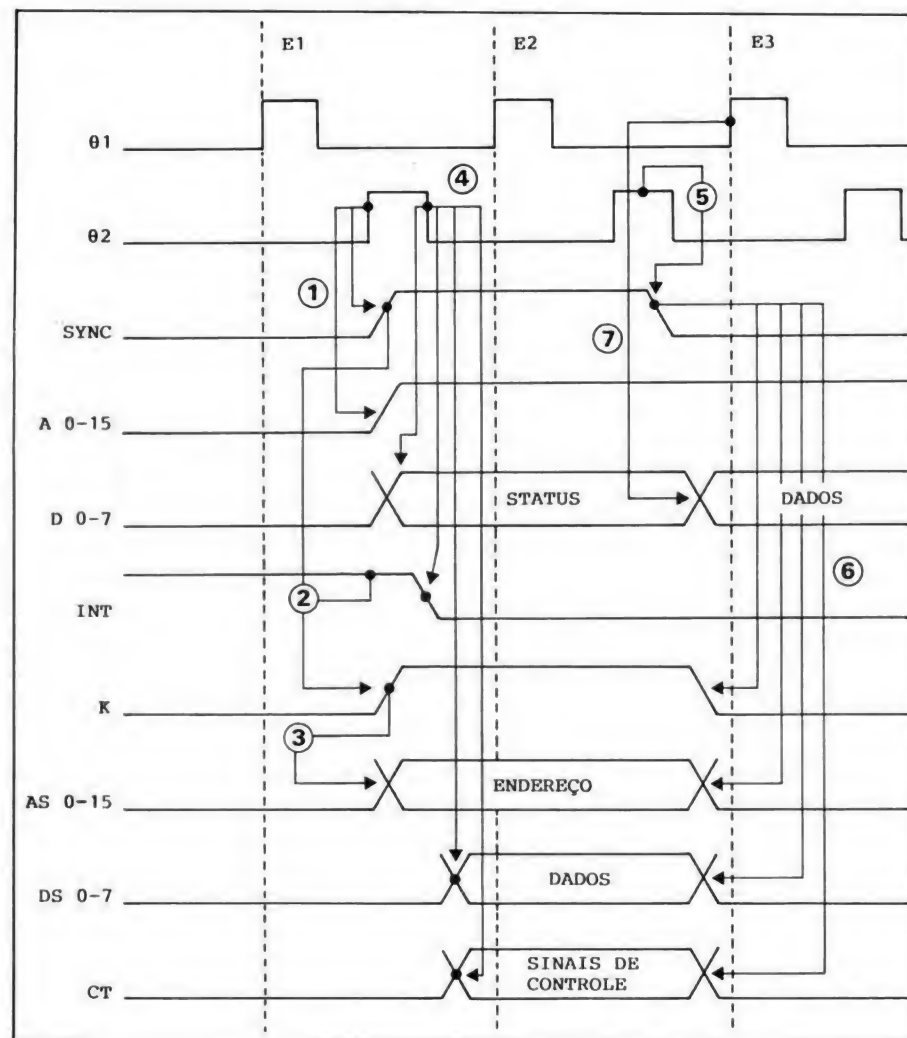 E1 E2 E3
θ1
④
⑤
θ2
①
SYNC
⑦
A 0-15
STATUS DADOS
D 0-7
⑥
②
INT
K
③
ENDEREÇO
AS 0-15
DADOS
DS 0-7
SINAIS DE
CONTROLE
CT